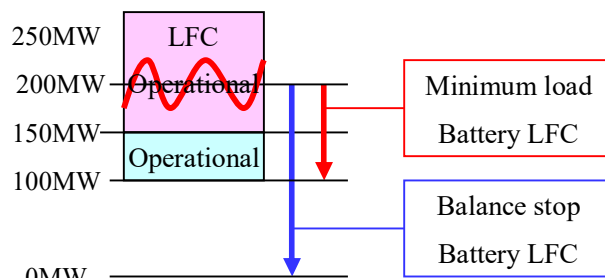 250MW
LFC
200MW
Operational
150MW
Operational
100MW
0MW
Minimum load
Battery LFC
Balance stop
Battery LFC